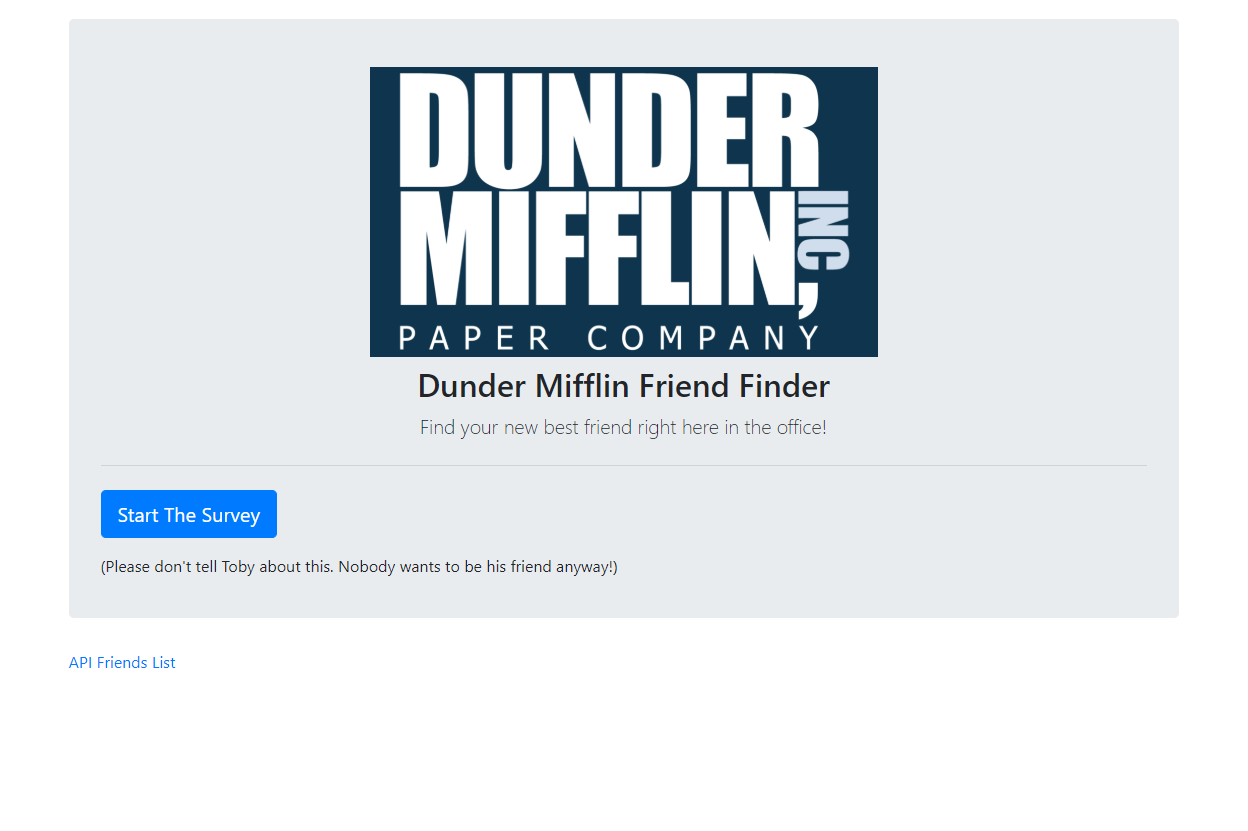 DUNDER
MIFFLIN,
INC
PAPER COMPANY
Dunder Mifflin Friend Finder
Find your new best friend right here in the office!
Start The Survey
(Please don't tell Toby about this. Nobody wants to be his friend anyway!)
API Friends List